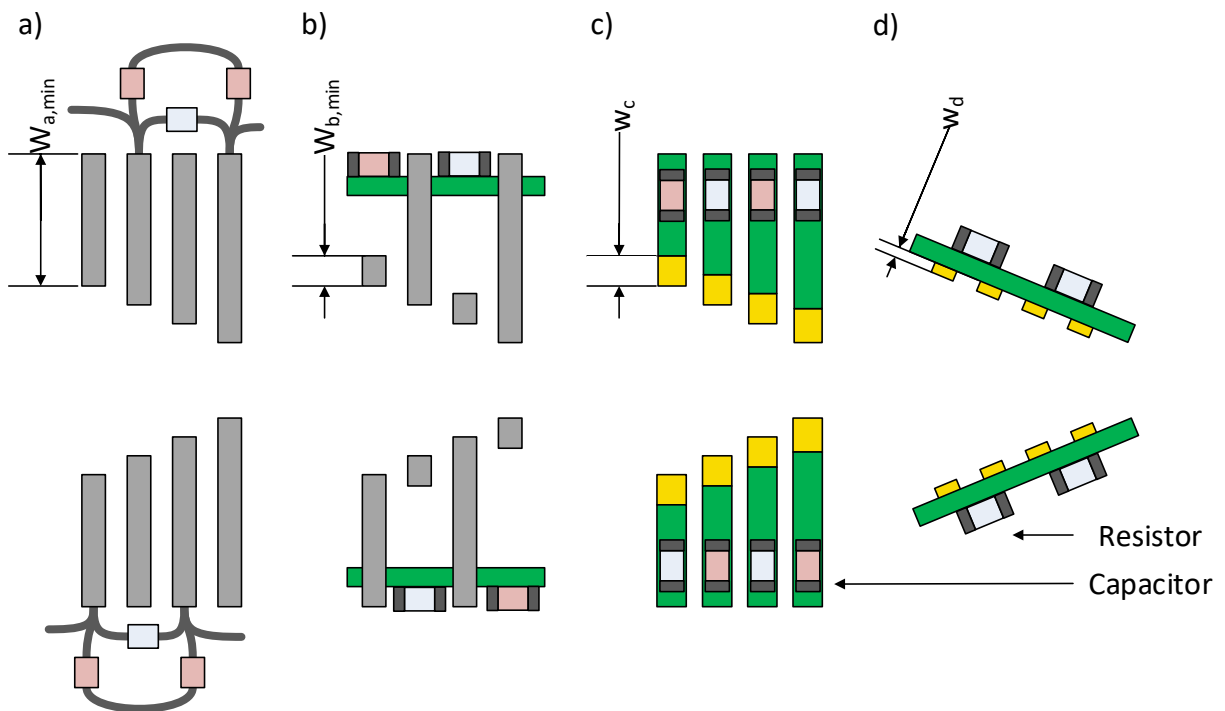 a)
b)
c)
d)
Wa,min
Wb,min
wc
wd
Resistor
Capacitor